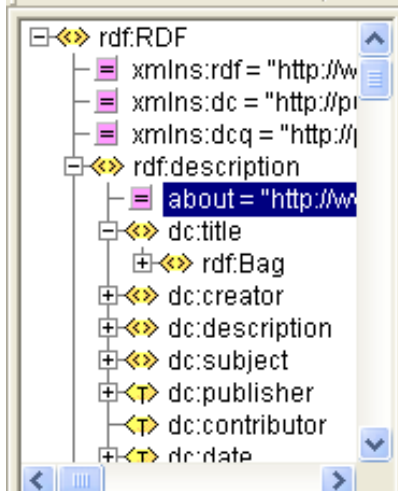 rdf:RDF
xmlns:rdf = "http://w
xmlns:dc = "http://pu
xmlns:dcq = "http://p
rdf:description
about = "http://w
dc:title
rdf:Bag
dc:creator
dc:description
dc:subject
T dc:publisher
T dc:contributor
T dc:date